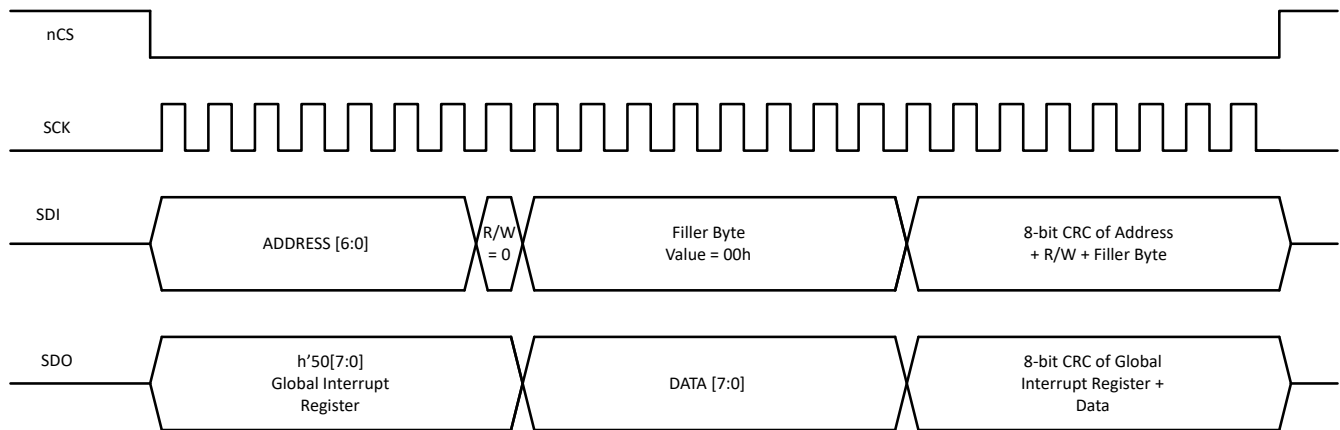 nCS
SCK
SDI
ADDRESS [6:0]
R/W
= 0
Filler Byte
Value = 00h
8-bit CRC of Address
+ R/W + Filler Byte
SDO
h’50[7:0]
Global Interrupt
Register
DATA [7:0]
8-bit CRC of Global
Interrupt Register +
Data